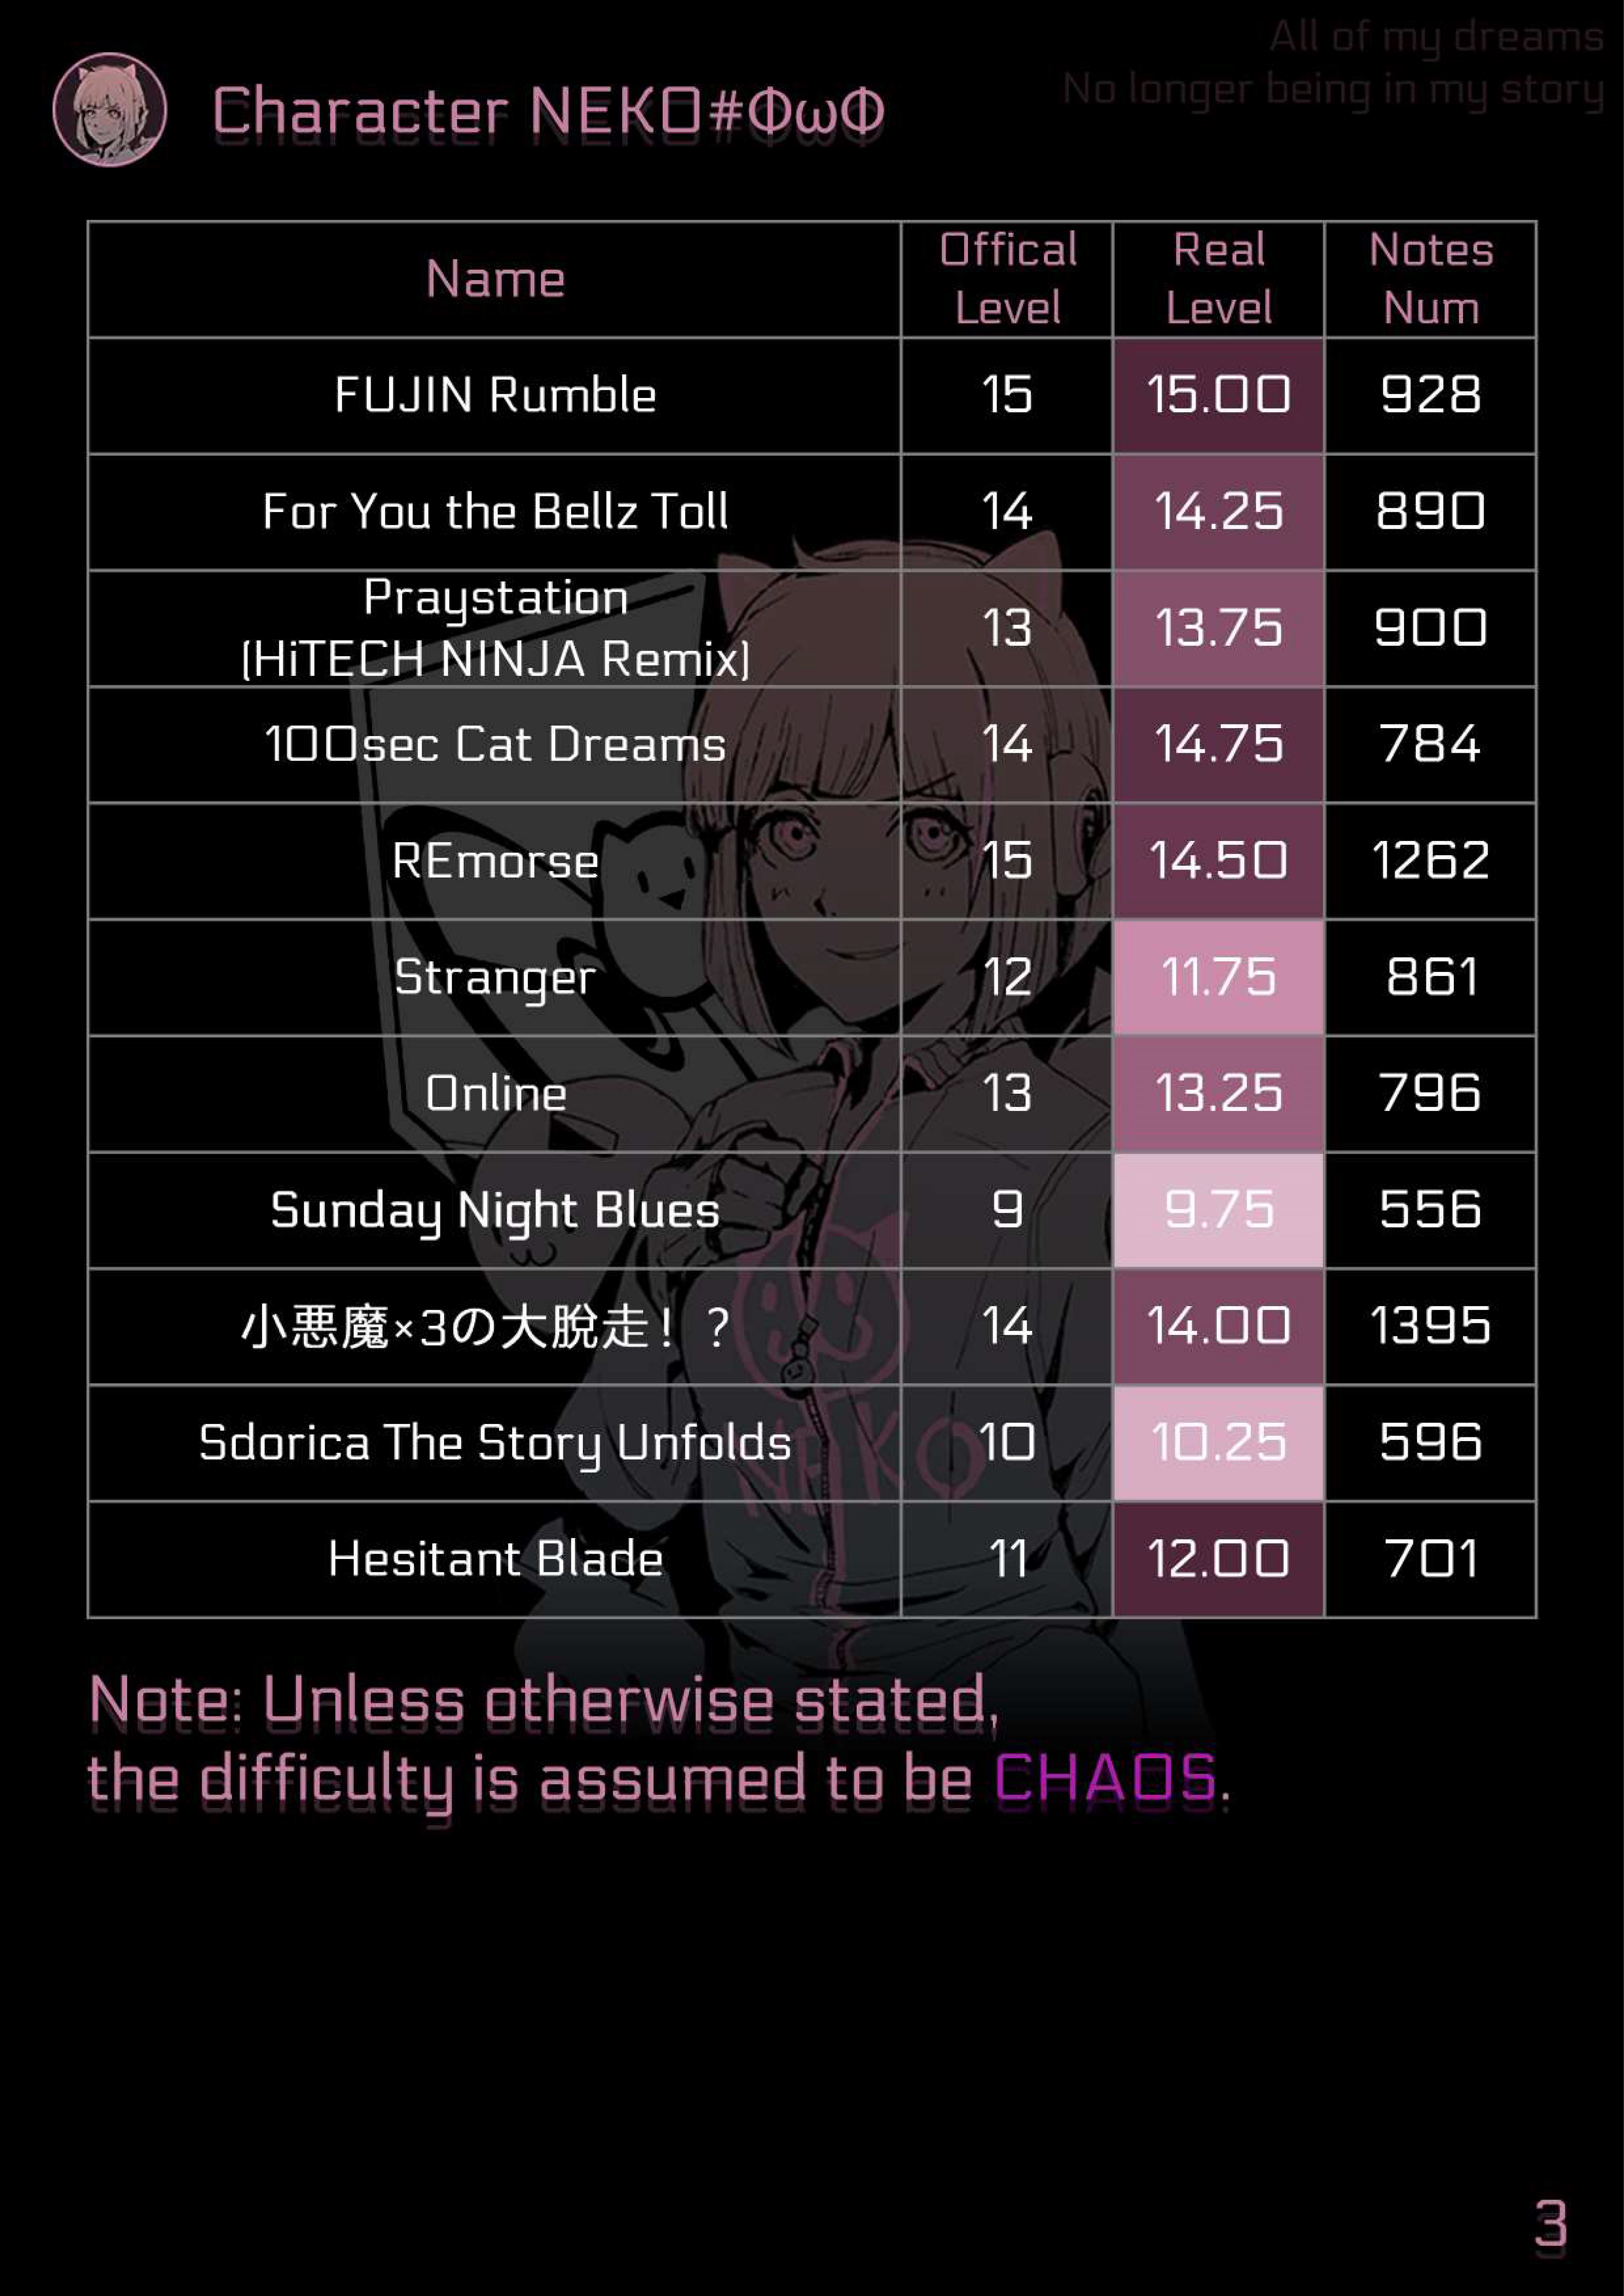 All of my dreams
No longer being in my story
Character NEKO#ΦωΦ
Name Offical Level Real Level Notes Num
FUJIN Rumble 15 15.00 928
For You the Bellz Toll 14 14.25 890
Praystation
(HiTECH NINJA Remix) 13 13.75 900
100sec Cat Dreams 14 14.75 784
REmorse 15 14.50 1262
Stranger 12 11.75 861
Online 13 13.25 796
Sunday Night Blues 9 9.75 556
小悪魔×3の大脱走！？ 14 14.00 1395
Sdorica The Story Unfolds 10 10.25 596
Hesitant Blade 11 12.00 701
NEKO
Note: Unless otherwise stated,
the difficulty is assumed to be CHAOS.
3